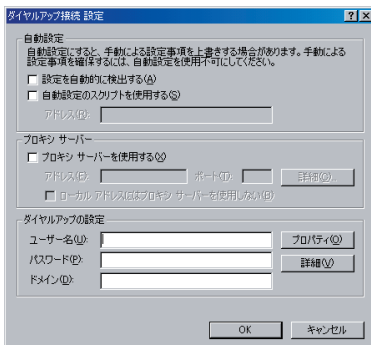 ダイヤルアップ接続 設定
自動設定
自動設定にすると、手動による設定事項を上書きする場合があります。手動による
設定事項を確保するには、自動設定を使用不可にしてください。
設定を自動的に検出する(A)
自動設定のスクリプトを使用する(S)
アドレス(R):
プロキシ サーバー
プロキシ サーバーを使用する(X)
アドレス(E): ポート(T): 詳細(C)...
ローカル アドレスにはプロキシ サーバーを使用しない(B)
ダイヤルアップの設定
ユーザー名(U): プロパティ(O)
パスワード(P): 詳細(V)
ドメイン(D):
OK キャンセル